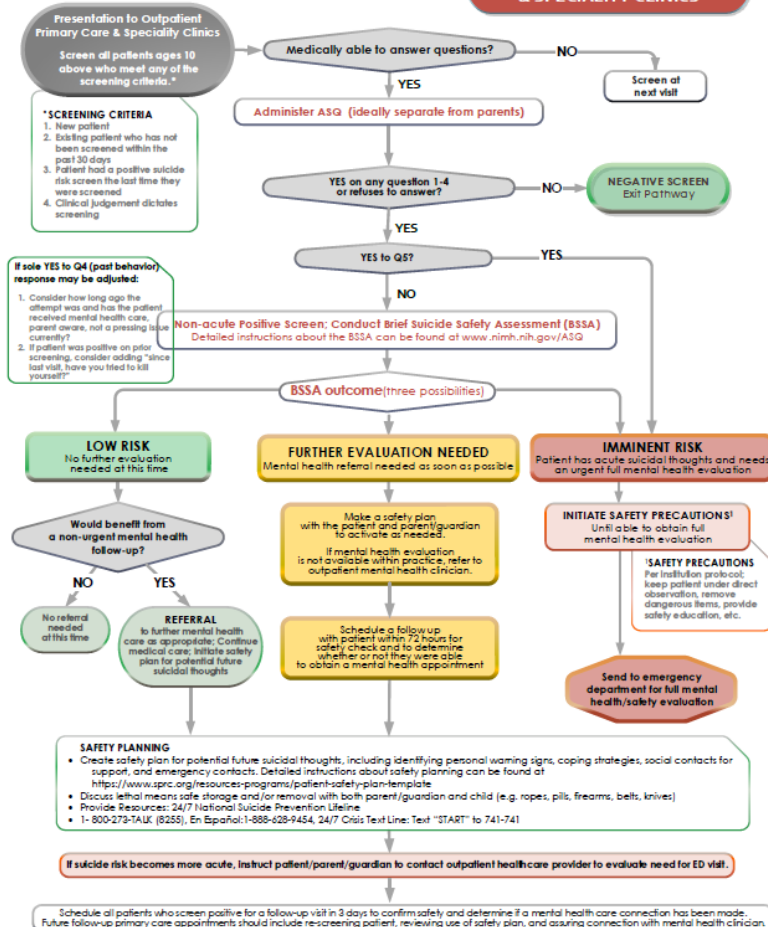 & SPECIALITY CLINICS
Presentation to Outpatient
Primary Care & Speciality Clinics
Screen all patients ages 10
above who meet any of the
screening criteria.*
Medically able to answer questions?
NO
Screen at
next visit
YES
Administer ASQ (ideally separate from parents)
*SCREENING CRITERIA
1. New patient
2. Existing patient who has not
been screened within the
past 30 days
3. Patient had a positive suicide
risk screen the last time they
were screened
4. Clinical judgement dictates
screening
YES on any question 1-4
or refuses to answer?
NO
NEGATIVE SCREEN
Exit Pathway
YES
YES to Q5?
YES
NO
If sole YES to Q4 (past behavior)
response may be adjusted:
1. Consider how long ago the
attempt was and has the patient
received mental health care,
parent aware, not a pressing issue
currently?
2. If patient was positive on prior
screening, consider adding "since
last visit, have you tried to kill
yourself?"
Non-acute Positive Screen; Conduct Brief Suicide Safety Assessment (BSSA)
Detailed instructions about the BSSA can be found at www.nimh.nih.gov/ASQ
BSSA outcome(three possibilities)
LOW RISK
No further evaluation
needed at this time
FURTHER EVALUATION NEEDED
Mental health referral needed as soon as possible
IMMINENT RISK
Patient has acute suicidal thoughts and needs
an urgent full mental health evaluation
Would benefit from
a non-urgent mental health
follow-up?
NO
YES
No referral
needed
at this time
REFERRAL
to further mental health
care as appropriate; Continue
medical care; Initiate safety
plan for potential future
suicidal thoughts
Make a safety plan
with the patient and parent/guardian
to activate as needed.
If mental health evaluation
is not available within practice, refer to
outpatient mental health clinician.
Schedule a follow up
with patient within 72 hours for
safety check and to determine
whether or not they were able
to obtain a mental health appointment
INITIATE SAFETY PRECAUTIONS¹
Until able to obtain full
mental health evaluation
¹SAFETY PRECAUTIONS
Per institution protocol;
keep patient under direct
observation, remove
dangerous items, provide
safety education, etc.
Send to emergency
department for full mental
health/safety evaluation
SAFETY PLANNING
• Create safety plan for potential future suicidal thoughts, including identifying personal warning signs, coping strategies, social contacts for
support, and emergency contacts. Detailed instructions about safety planning can be found at
https://www.sprc.org/resources-programs/patient-safety-plan-template
• Discuss lethal means safe storage and/or removal with both parent/guardian and child (e.g. ropes, pills, firearms, belts, knives)
• Provide Resources: 24/7 National Suicide Prevention Lifeline
• 1- 800-273-TALK (8255), En Español:1-888-628-9454, 24/7 Crisis Text Line: Text "START" to 741-741
If suicide risk becomes more acute, instruct patient/parent/guardian to contact outpatient healthcare provider to evaluate need for ED visit.
Schedule all patients who screen positive for a follow-up visit in 3 days to confirm safety and determine if a mental health care connection has been made.
Future follow-up primary care appointments should include re-screening patient, reviewing use of safety plan, and assuring connection with mental health clinician.